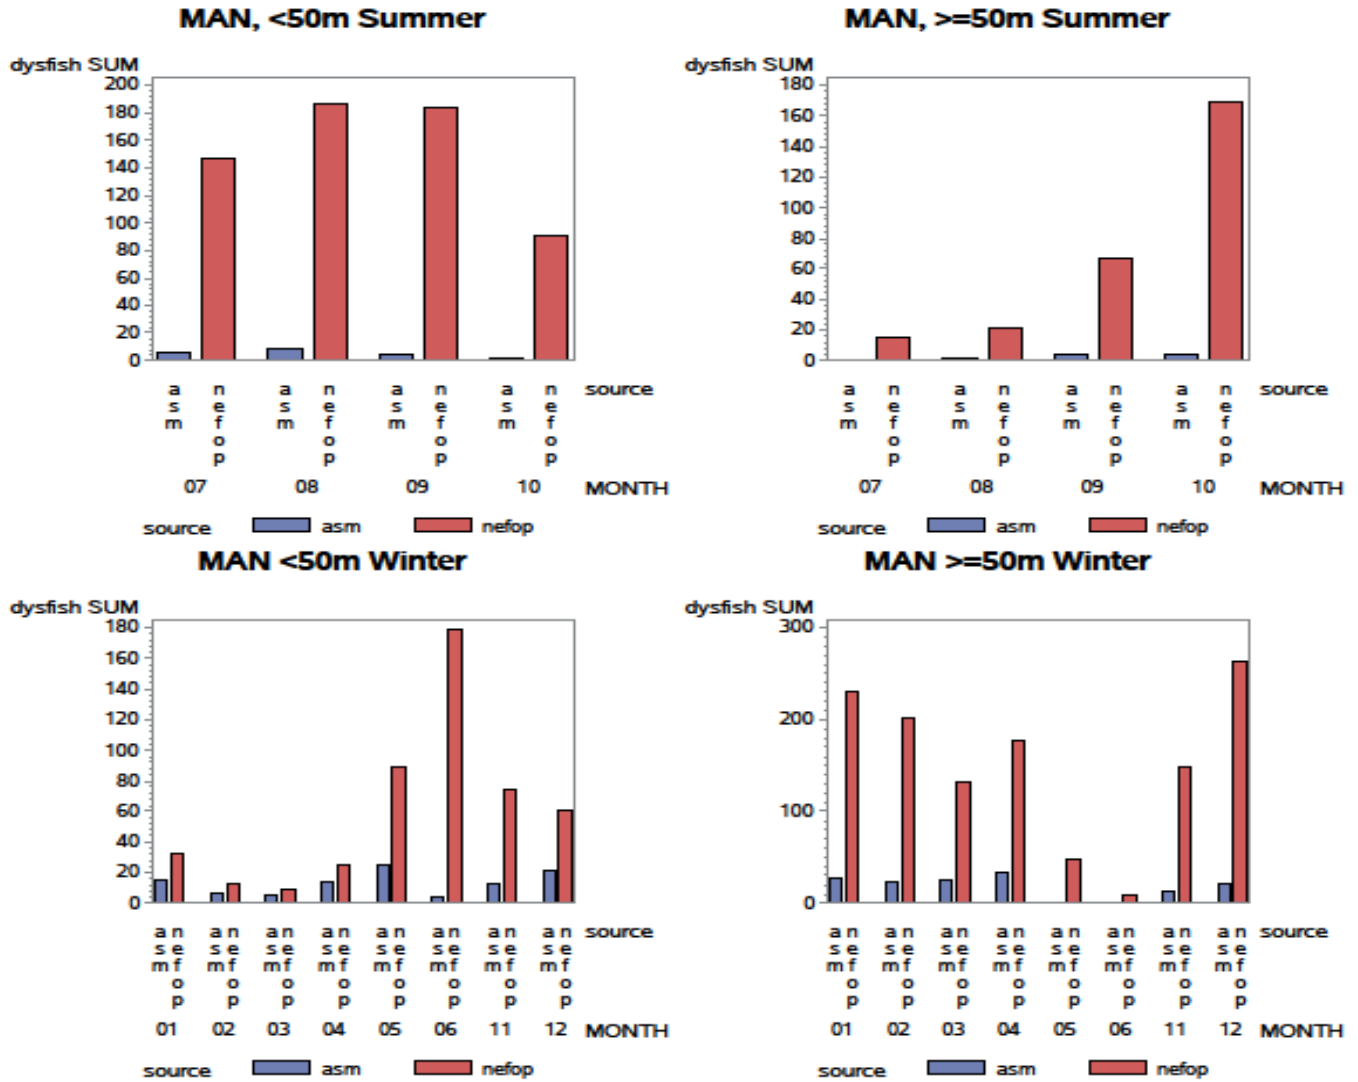 MAN, <50m Summer
dysfish SUM
200
180
160
140
120
100
80
60
40
20
0
asm nefop asm nefop asm nefop asm nefop source
07 08 09 10 MONTH
source asm nefop
MAN, >=50m Summer
dysfish SUM
180
160
140
120
100
80
60
40
20
0
asm nefop asm nefop asm nefop asm nefop source
07 08 09 10 MONTH
source asm nefop
MAN <50m Winter
dysfish SUM
180
160
140
120
100
80
60
40
20
0
asm nefop asm nefop asm nefop asm nefop asm nefop asm nefop asm nefop asm nefop source
01 02 03 04 05 06 11 12 MONTH
source asm nefop
MAN >=50m Winter
dysfish SUM
300
200
100
0
asm nefop asm nefop asm nefop asm nefop asm nefop asm nefop asm nefop asm nefop source
01 02 03 04 05 06 11 12 MONTH
source asm nefop